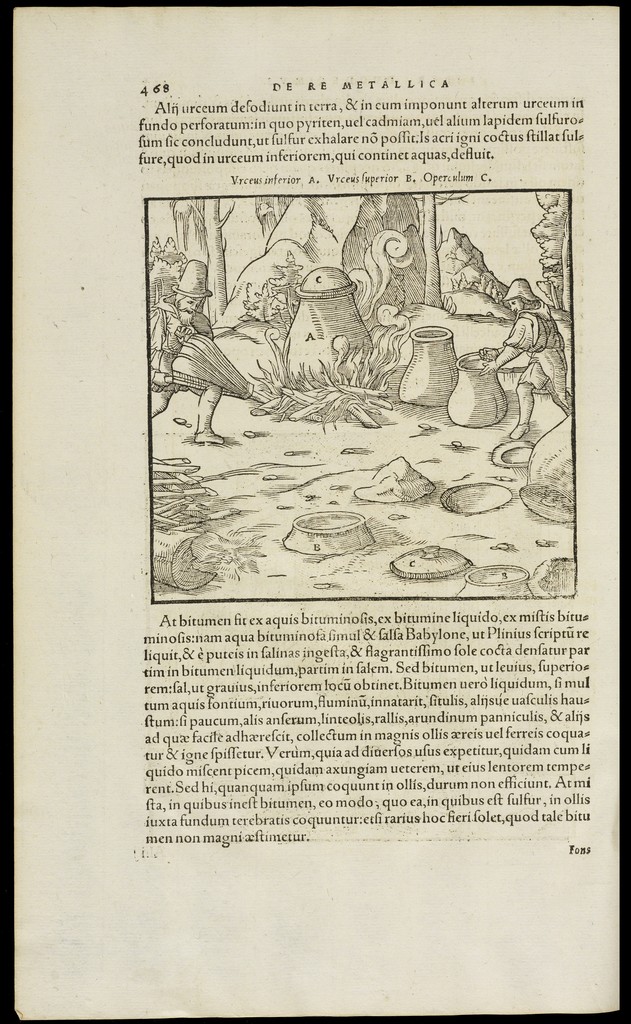 468 DE RE METALLICA
Alij urceum defodiunt in terra, & in eum imponunt alterum urceum in
fundo perforatum: in quo pyriten, uel cadmiam, uel alium lapidem sulfuro⸗
sum sic concludunt, ut sulfur exhalare nõ possit. Is acri igni coctus stillat sul⸗
fure, quod in urceum inferiorem, qui continet aquas, defluit.
Vrceus inferior A. Vrceus superior B. Operculum C.
C
A
B
C
B
At bitumen fit ex aquis bituminosis, ex bitumine liquido, ex mistis bitu⸗
minosis: nam aqua bituminosa simul & salsa Babylone, ut Plinius scriptũ re
liquit, & è puteis in salinas ingesta, & flagrantissimo sole cocta densatur par
tim in bitumen liquidum, partim in salem. Sed bitumen, ut leuius, superio⸗
rem: sal, ut grauius, inferiorem locũ obtinet. Bitumen uerò liquidum, si mul
tum aquis fontium, riuorum, fluminũ, innatarit, situlis, alijsue uasculis hau⸗
stum: si paucum, alis anserum, linteolis, rallis, arundinum panniculis, & alijs
ad quæ facilè adhærescit, collectum in magnis ollis æreis uel ferreis coqua⸗
tur & igne spissetur. Verùm, quia ad diuersos usus expetitur, quidam cum li
quido miscent picem, quidam axungiam ueterem, ut eius lentorem tempe⸗
rent. Sed hi, quanquam ipsum coquunt in ollis, durum non efficiunt. At mi
sta, in quibus inest bitumen, eo modo, quo ea, in quibus est sulfur, in ollis
iuxta fundum terebratis coquuntur: etsi rarius hoc fieri solet, quod tale bitu
men non magni æstimetur.
Fons